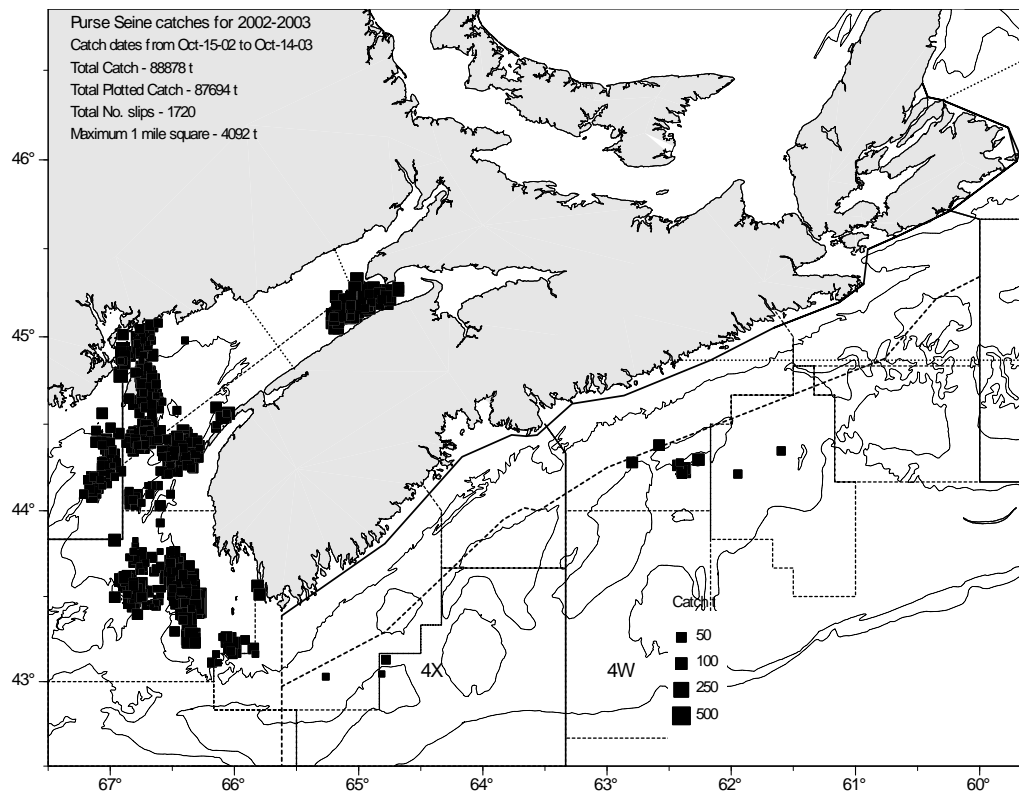 Purse Seine catches for 2002-2003
Catch dates from Oct-15-02 to Oct-14-03
Total Catch - 88878 t
Total Plotted Catch - 87694 t
Total No. slips - 1720
Maximum 1 mile square - 4092 t
46°
45°
44°
43°
4X
4W
Catch t
50
100
250
500
67°
66°
65°
64°
63°
62°
61°
60°